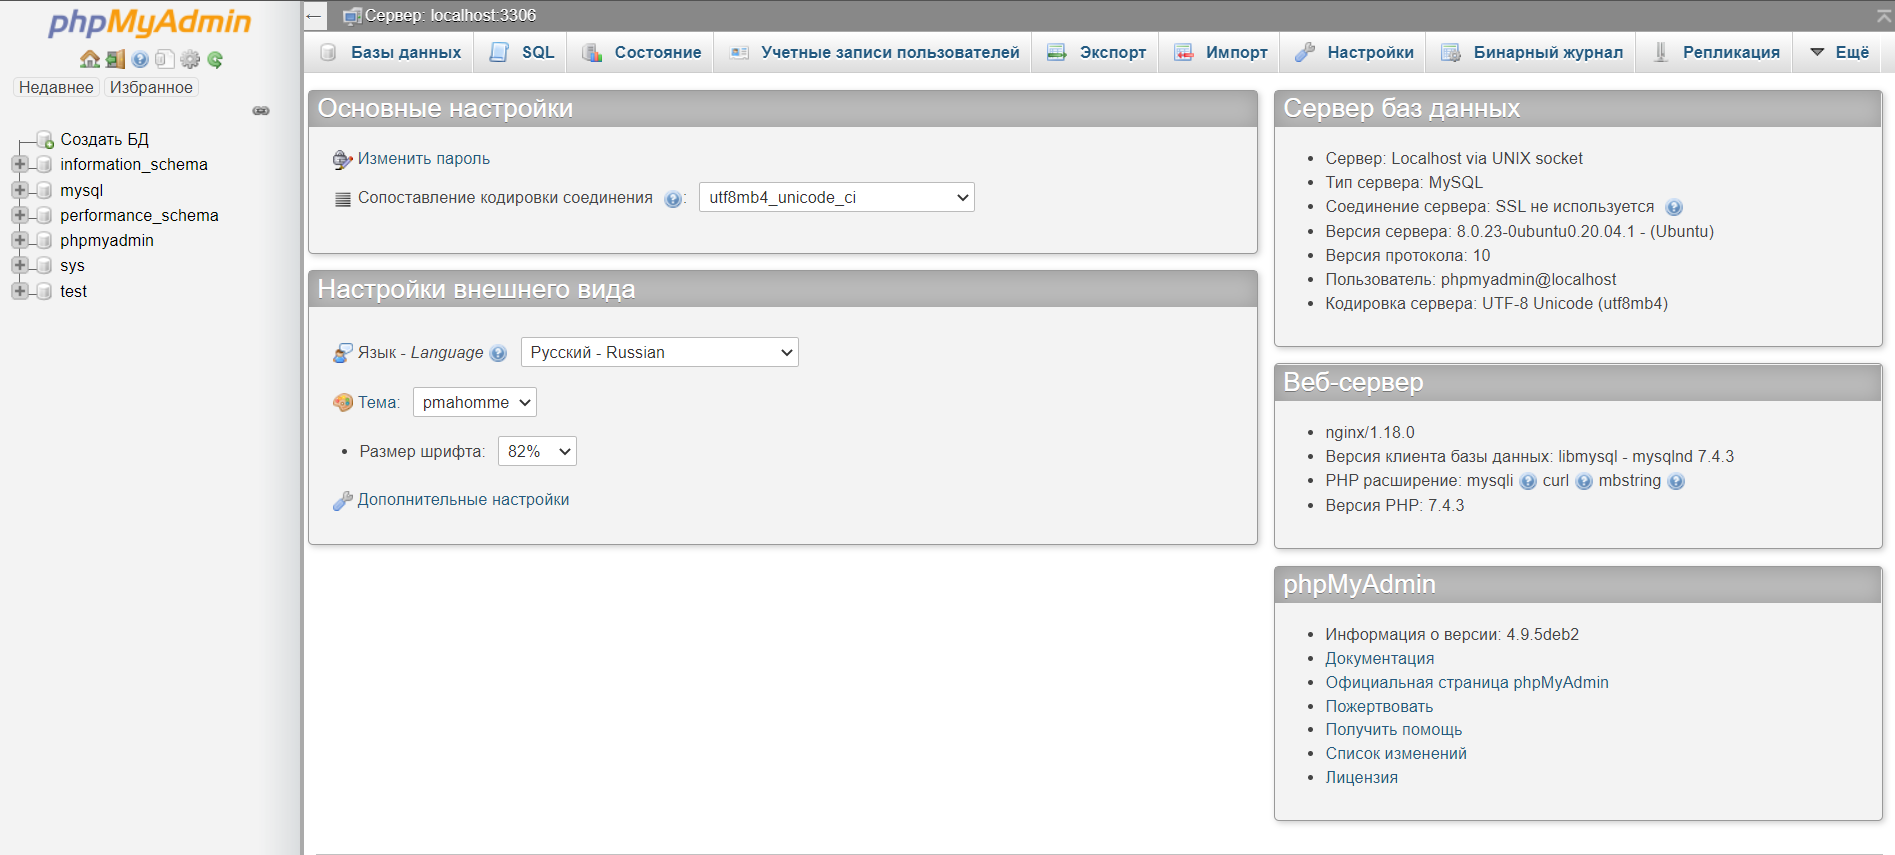 phpMyAdmin
Недавнее Избранное
Создать БД
information_schema
mysql
performance_schema
phpmyadmin
sys
test
Сервер: localhost:3306
Базы данных SQL Состояние Учетные записи пользователей Экспорт Импорт Настройки Бинарный журнал Репликация Ещё
Основные настройки
Изменить пароль
Сопоставление кодировки соединения : utf8mb4_unicode_ci
Настройки внешнего вида
Язык - Language Русский - Russian
Тема: pmahomme
• Размер шрифта: 82%
Дополнительные настройки
Сервер баз данных
• Сервер: Localhost via UNIX socket
• Тип сервера: MySQL
• Соединение сервера: SSL не используется
• Версия сервера: 8.0.23-0ubuntu0.20.04.1 - (Ubuntu)
• Версия протокола: 10
• Пользователь: phpmyadmin@localhost
• Кодировка сервера: UTF-8 Unicode (utf8mb4)
Веб-сервер
• nginx/1.18.0
• Версия клиента базы данных: libmysql - mysqlnd 7.4.3
• PHP расширение: mysqli curl mbstring
• Версия PHP: 7.4.3
phpMyAdmin
• Информация о версии: 4.9.5deb2
• Документация
• Официальная страница phpMyAdmin
• Пожертвовать
• Получить помощь
• Список изменений
• Лицензия